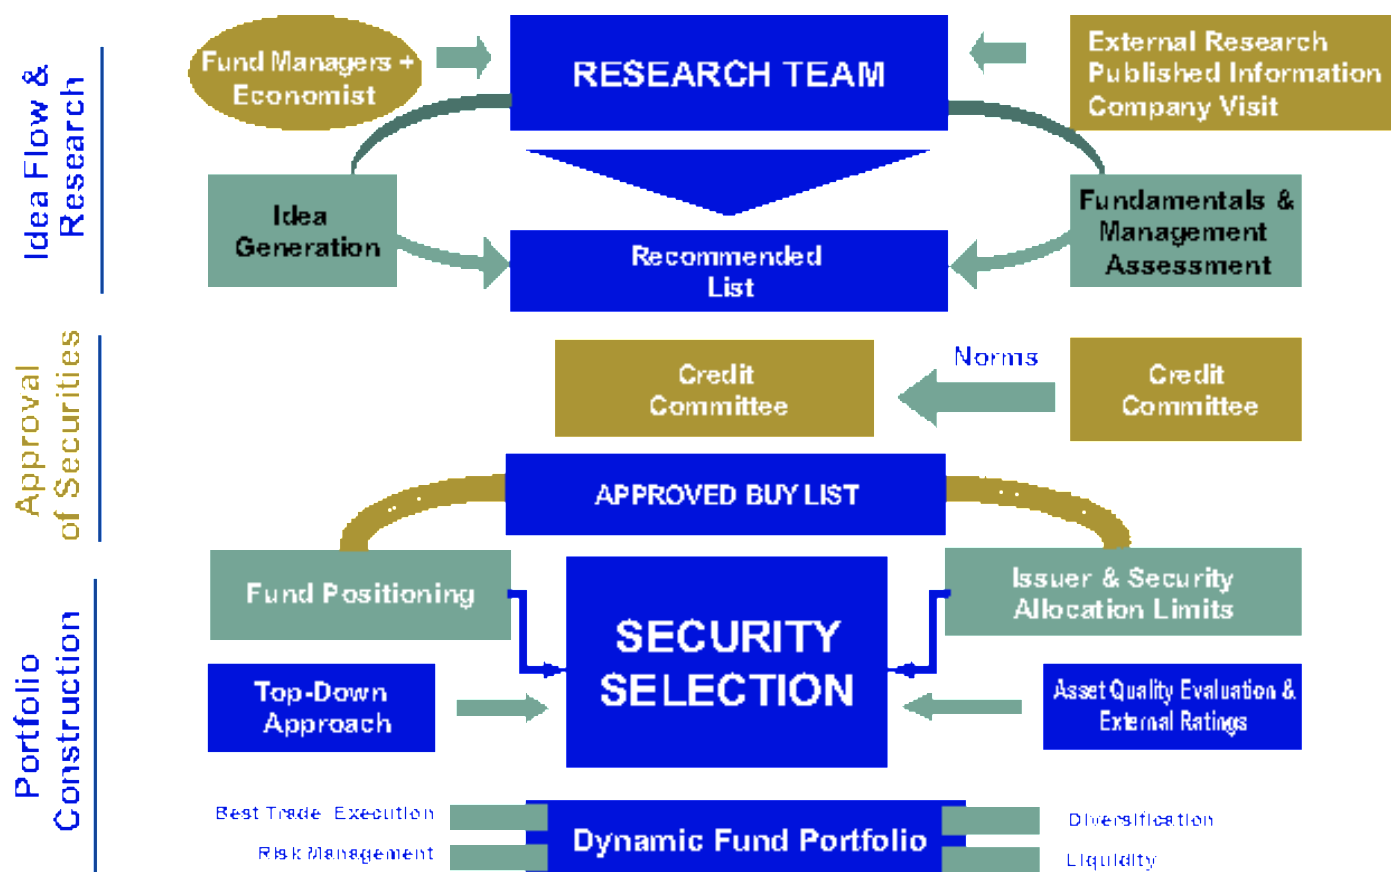 Idea Flow &
Research
Fund Managers +
Economist
RESEARCH TEAM
External Research
Published Information
Company Visit
Idea
Generation
Recommended
List
Fundamentals &
Management
Assessment
Approval
of Securities
Credit
Committee
Norms
Credit
Committee
APPROVED BUY LIST
Portfolio
Construction
Fund Positioning
SECURITY
SELECTION
Issuer & Security
Allocation Limits
Top-Down
Approach
Asset Quality Evaluation &
External Ratings
Best Trade Execution
Risk Management
Dynamic Fund Portfolio
Diversification
Liquidity